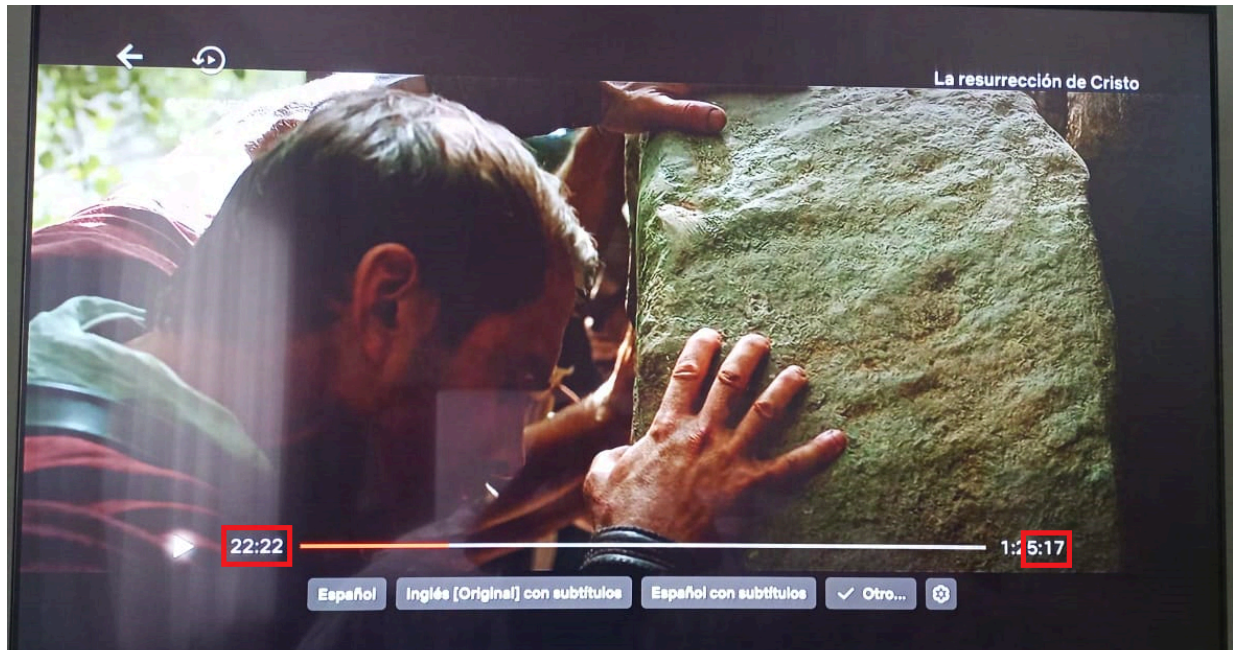 La resurrección de Cristo
22:22
1:25:17
Español
Inglés [Original] con subtítulos
Español con subtítulos
✓ Otro...